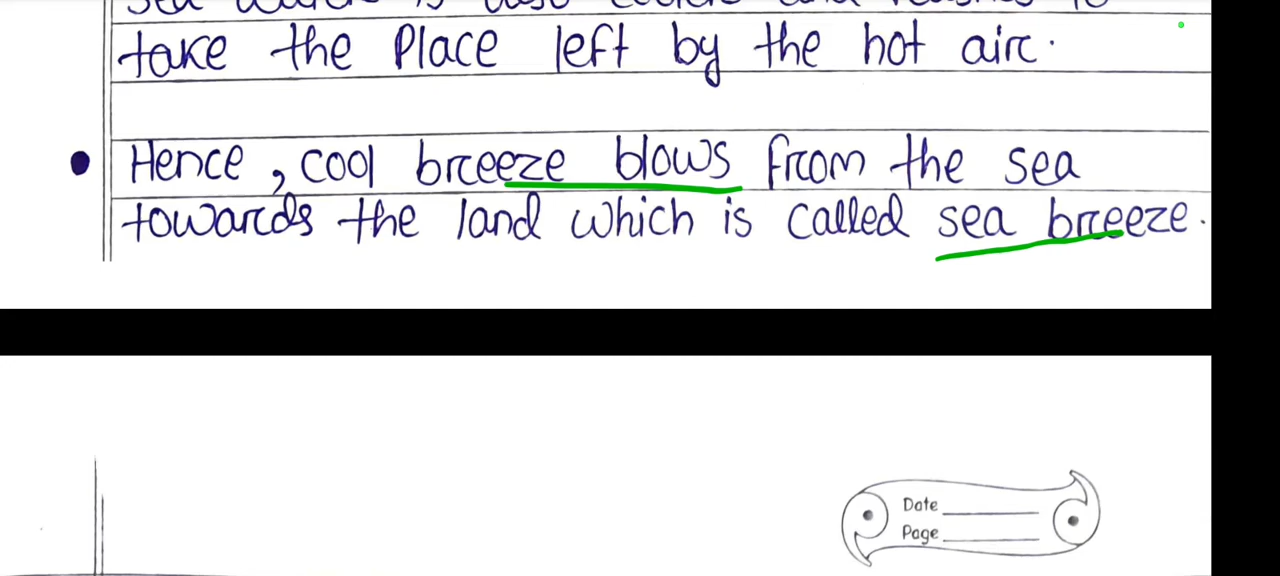 take the Place left by the hot air.
Hence, cool breeze blows from the sea
towards the land which is called sea breeze.
Date
Page